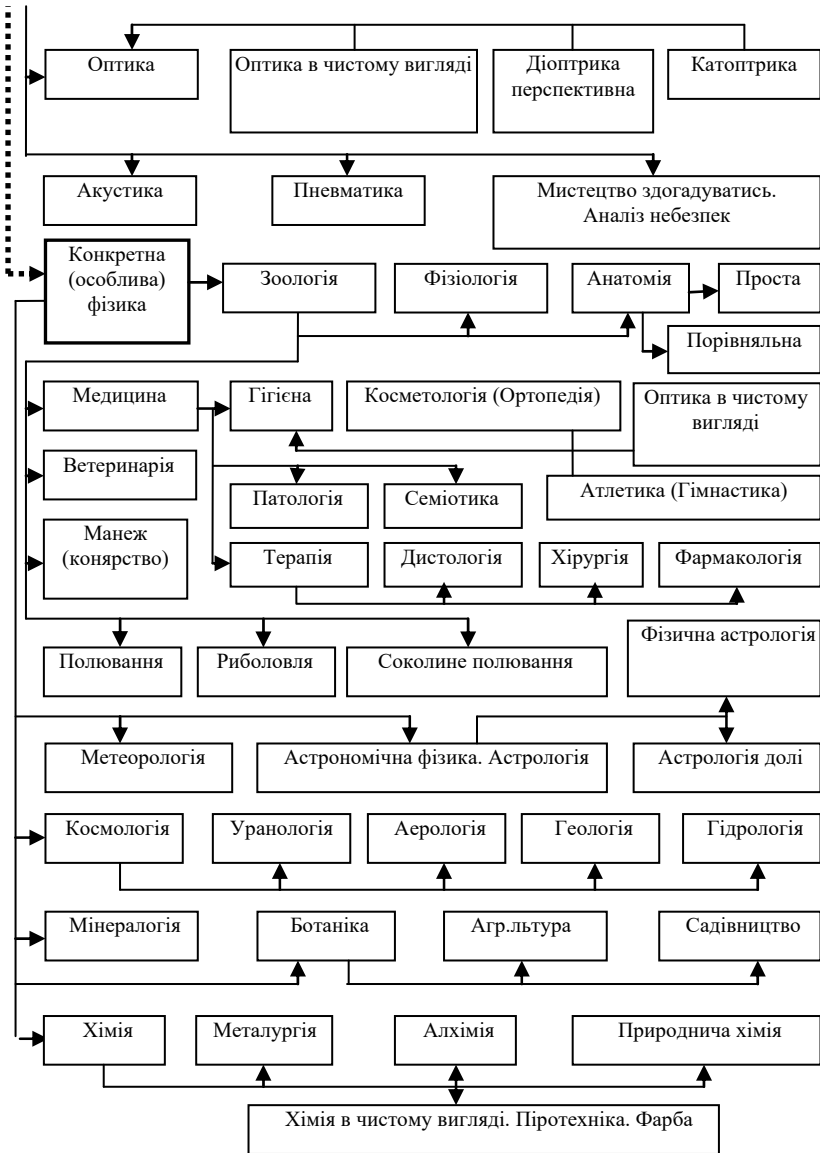 Оптика
Оптика в чистому вигляді
Діоптрика
перспективна
Катоптрика
Акустика
Пневматика
Мистецтво здогадуватись.
Аналіз небезпек
Конкретна
(особлива)
фізика
Зоологія
Фізіологія
Анатомія
Проста
Порівняльна
Медицина
Гігієна
Косметологія (Ортопедія)
Оптика в чистому
вигляді
Ветеринарія
Патологія
Семіотика
Атлетика (Гімнастика)
Манеж
(конярство)
Терапія
Дистологія
Хірургія
Фармакологія
Фізична астрологія
Полювання
Риболовля
Соколине полювання
Метеорологія
Астрономічна фізика. Астрологія
Астрологія долі
Космологія
Уранологія
Аерологія
Геологія
Гідрологія
Мінералогія
Ботаніка
Агр.льтура
Садівництво
Хімія
Металургія
Алхімія
Природнича хімія
Хімія в чистому вигляді. Піротехніка. Фарба